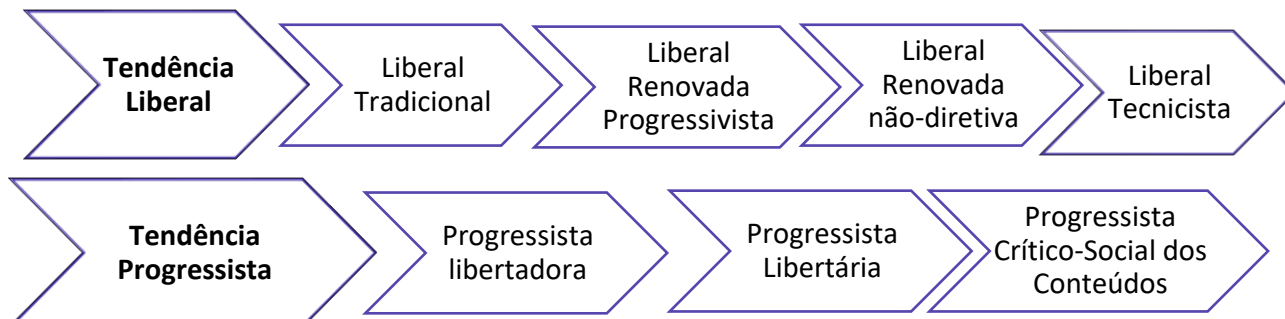 Tendência
Liberal
Liberal
Tradicional
Liberal
Renovada
Progressivista
Liberal
Renovada
não-diretiva
Liberal
Tecnicista
Tendência
Progressista
Progressista
libertadora
Progressista
Libertária
Progressista
Crítico-Social dos
Conteúdos